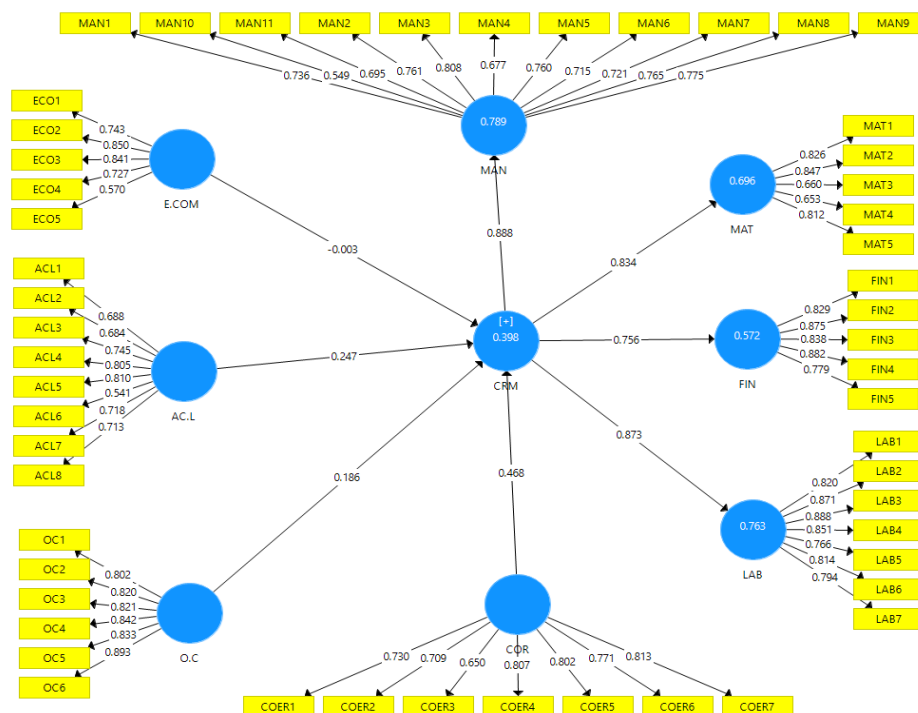 MAN1 MAN10 MAN11 MAN2 MAN3 MAN4 MAN5 MAN6 MAN7 MAN8 MAN9
0.736 0.549 0.695 0.761 0.808 0.677 0.760 0.715 0.721 0.765 0.775
0.789
MAN
ECO1
ECO2
ECO3
ECO4
ECO5
0.743
0.850
0.841
0.727
0.570
E.COM
MAT1
MAT2
MAT3
MAT4
MAT5
0.826
0.847
0.660
0.653
0.812
0.696
MAT
-0.003
0.888
0.834
ACL1
ACL2
ACL3
ACL4
ACL5
ACL6
ACL7
ACL8
0.688
0.684
0.745
0.805
0.810
0.541
0.718
0.713
AC.L
0.247
[+]
0.398
CRM
0.756
0.572
FIN
0.829
0.875
0.838
0.882
0.779
FIN1
FIN2
FIN3
FIN4
FIN5
0.186
0.468
0.873
LAB1
LAB2
LAB3
LAB4
LAB5
LAB6
LAB7
0.820
0.871
0.888
0.851
0.766
0.814
0.794
0.763
LAB
OC1
OC2
OC3
OC4
OC5
OC6
0.802
0.820
0.821
0.842
0.833
0.893
O.C
COR
0.730 0.709 0.650 0.807 0.802 0.771 0.813
COER1 COER2 COER3 COER4 COER5 COER6 COER7